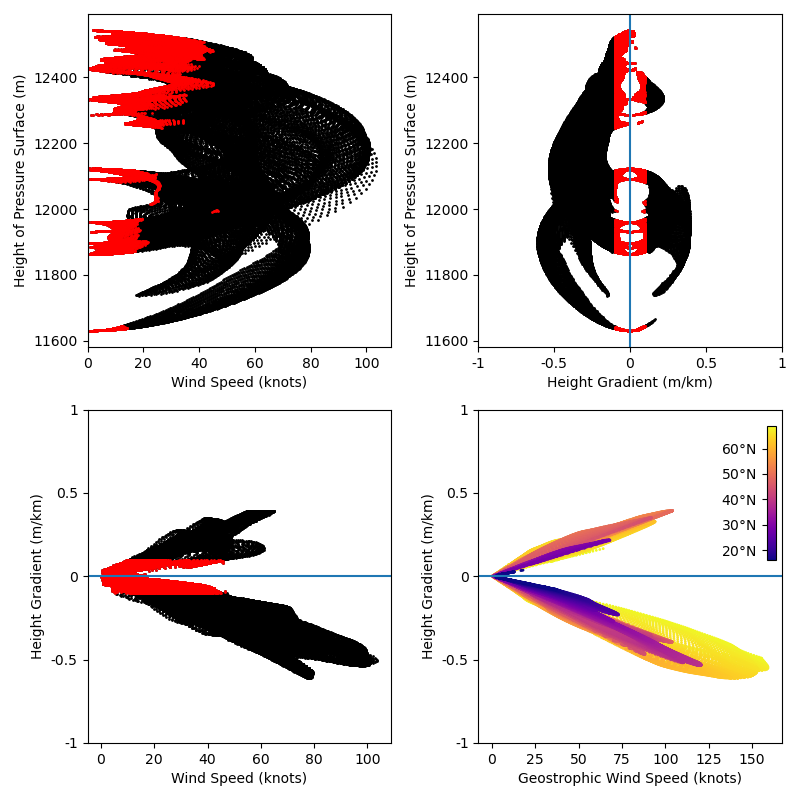 Height of Pressure Surface (m)
12400
12200
12000
11800
11600
0 20 40 60 80 100
Wind Speed (knots)
Height of Pressure Surface (m)
12400
12200
12000
11800
11600
-1 -0.5 0 0.5 1
Height Gradient (m/km)
Height Gradient (m/km)
1
0.5
0
-0.5
-1
0 20 40 60 80 100
Wind Speed (knots)
Height Gradient (m/km)
1
0.5
0
-0.5
-1
0 25 50 75 100 125 150
Geostrophic Wind Speed (knots)
60°N
50°N
40°N
30°N
20°N